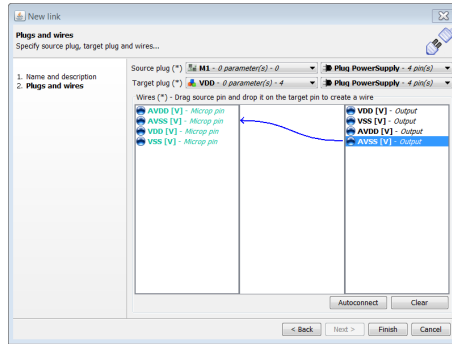 New link
Plugs and wires
Specify source plug, target plug and wires...
1. Name and description
2. Plugs and wires
Source plug (*) M1 - 0 parameter(s) - 0 Plug PowerSupply - 4 pin(s)
Target plug (*) VDD - 0 parameter(s) - 4 Plug PowerSupply - 4 pin(s)
Wires (*) - Drag source pin and drop it on the target pin to create a wire
AVDD [V] - Microp pin VDD [V] - Output
AVSS [V] - Microp pin VSS [V] - Output
VDD [V] - Microp pin AVDD [V] - Output
VSS [V] - Microp pin AVSS [V] - Output
Autoconnect Clear
< Back Next > Finish Cancel